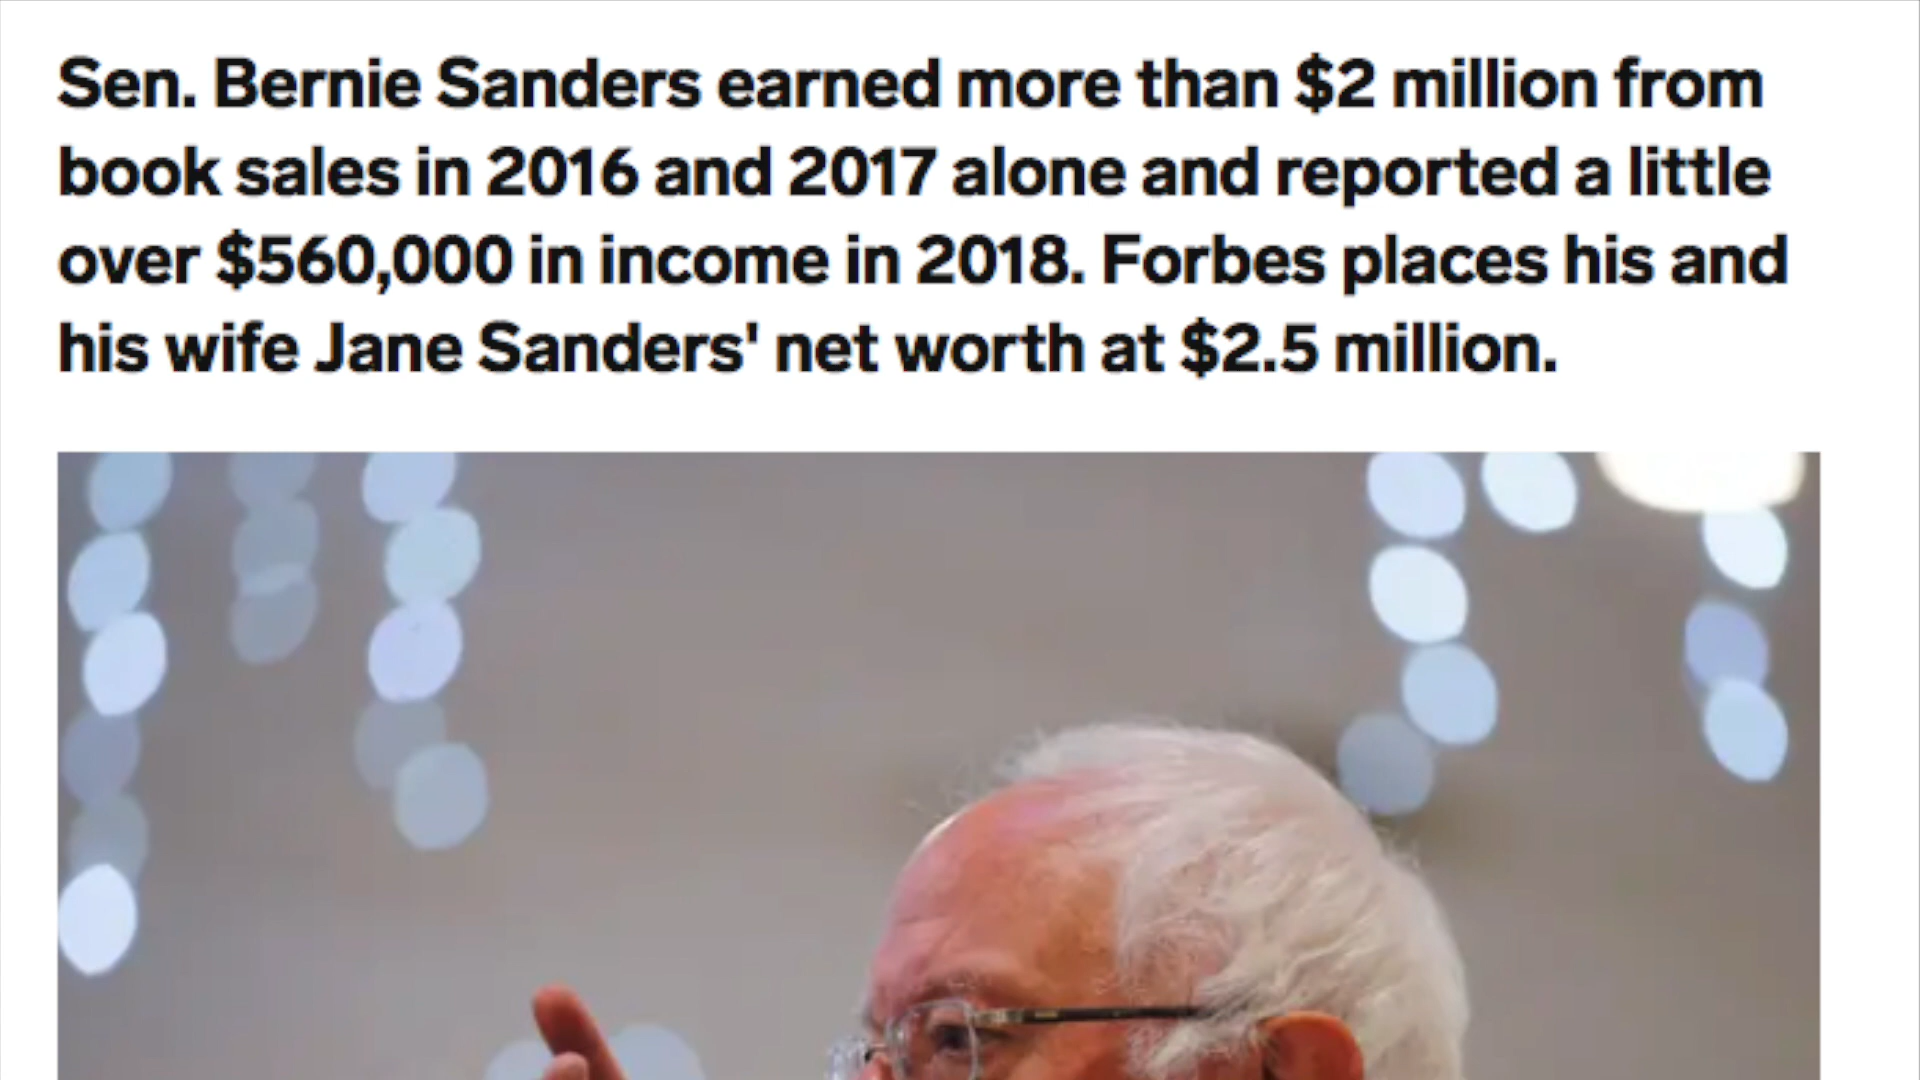 Sen. Bernie Sanders earned more than $2 million from
book sales in 2016 and 2017 alone and reported a little
over $560,000 in income in 2018. Forbes places his and
his wife Jane Sanders' net worth at $2.5 million.